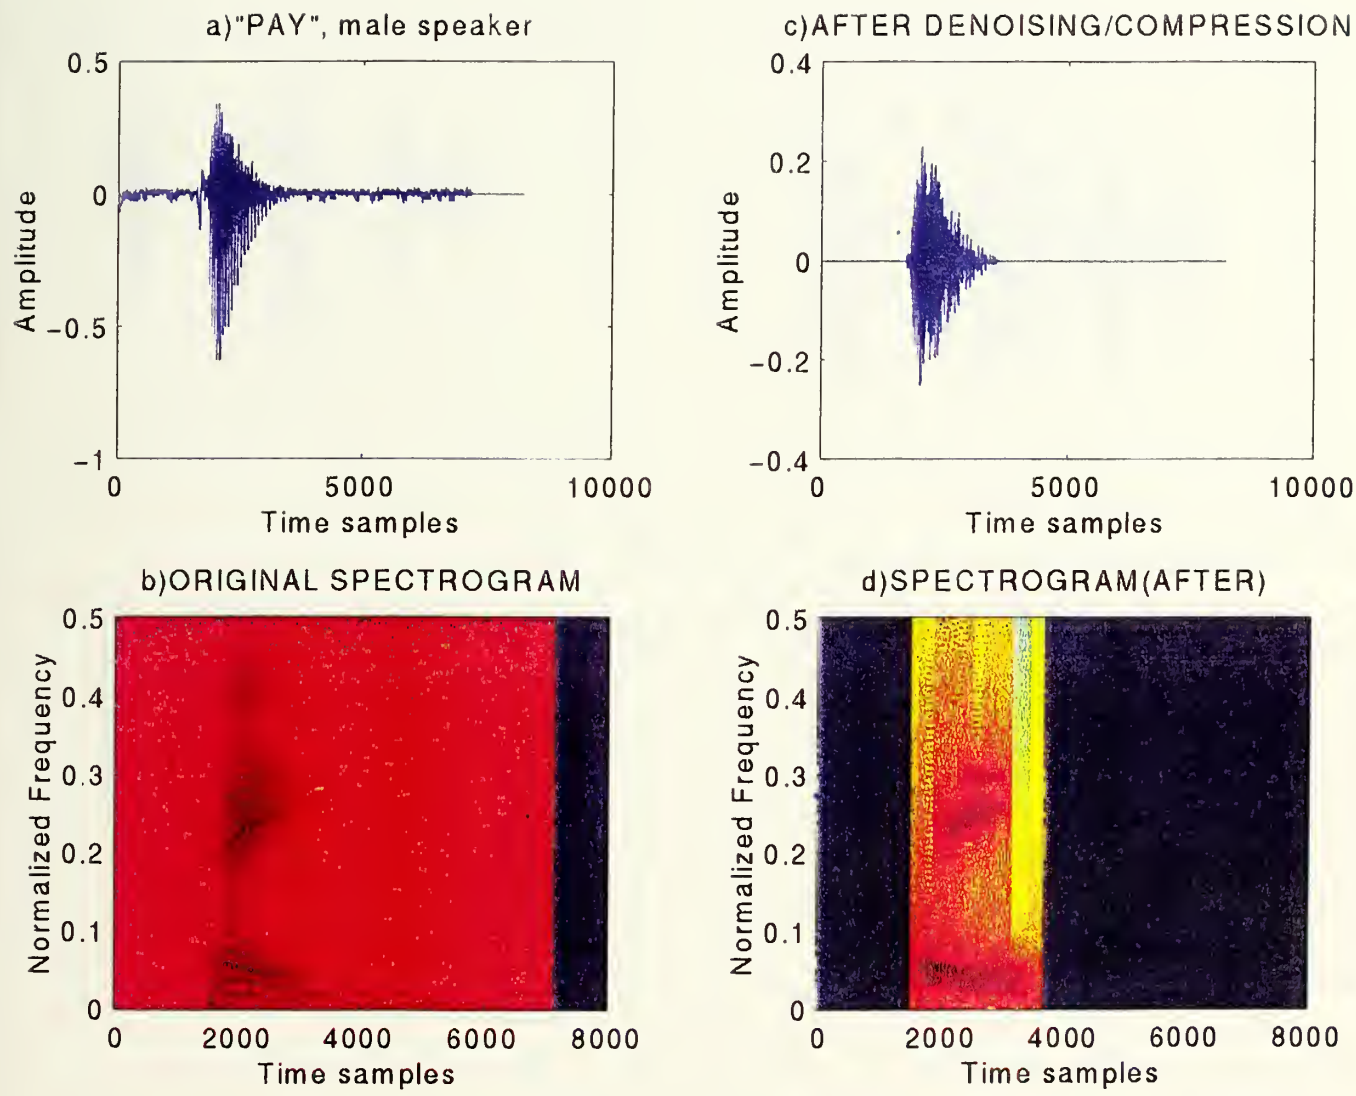 a)"PAY", male speaker
0.5
0
−0.5
−1
0 5000 10000
Amplitude
Time samples
c)AFTER DENOISING/COMPRESSION
0.4
0.2
0
−0.2
−0.4
0 5000 10000
Amplitude
Time samples
b)ORIGINAL SPECTROGRAM
0.5
0.4
0.3
0.2
0.1
0
0 2000 4000 6000 8000
Normalized Frequency
Time samples
d)SPECTROGRAM(AFTER)
0.5
0.4
0.3
0.2
0.1
0
0 2000 4000 6000 8000
Normalized Frequency
Time samples